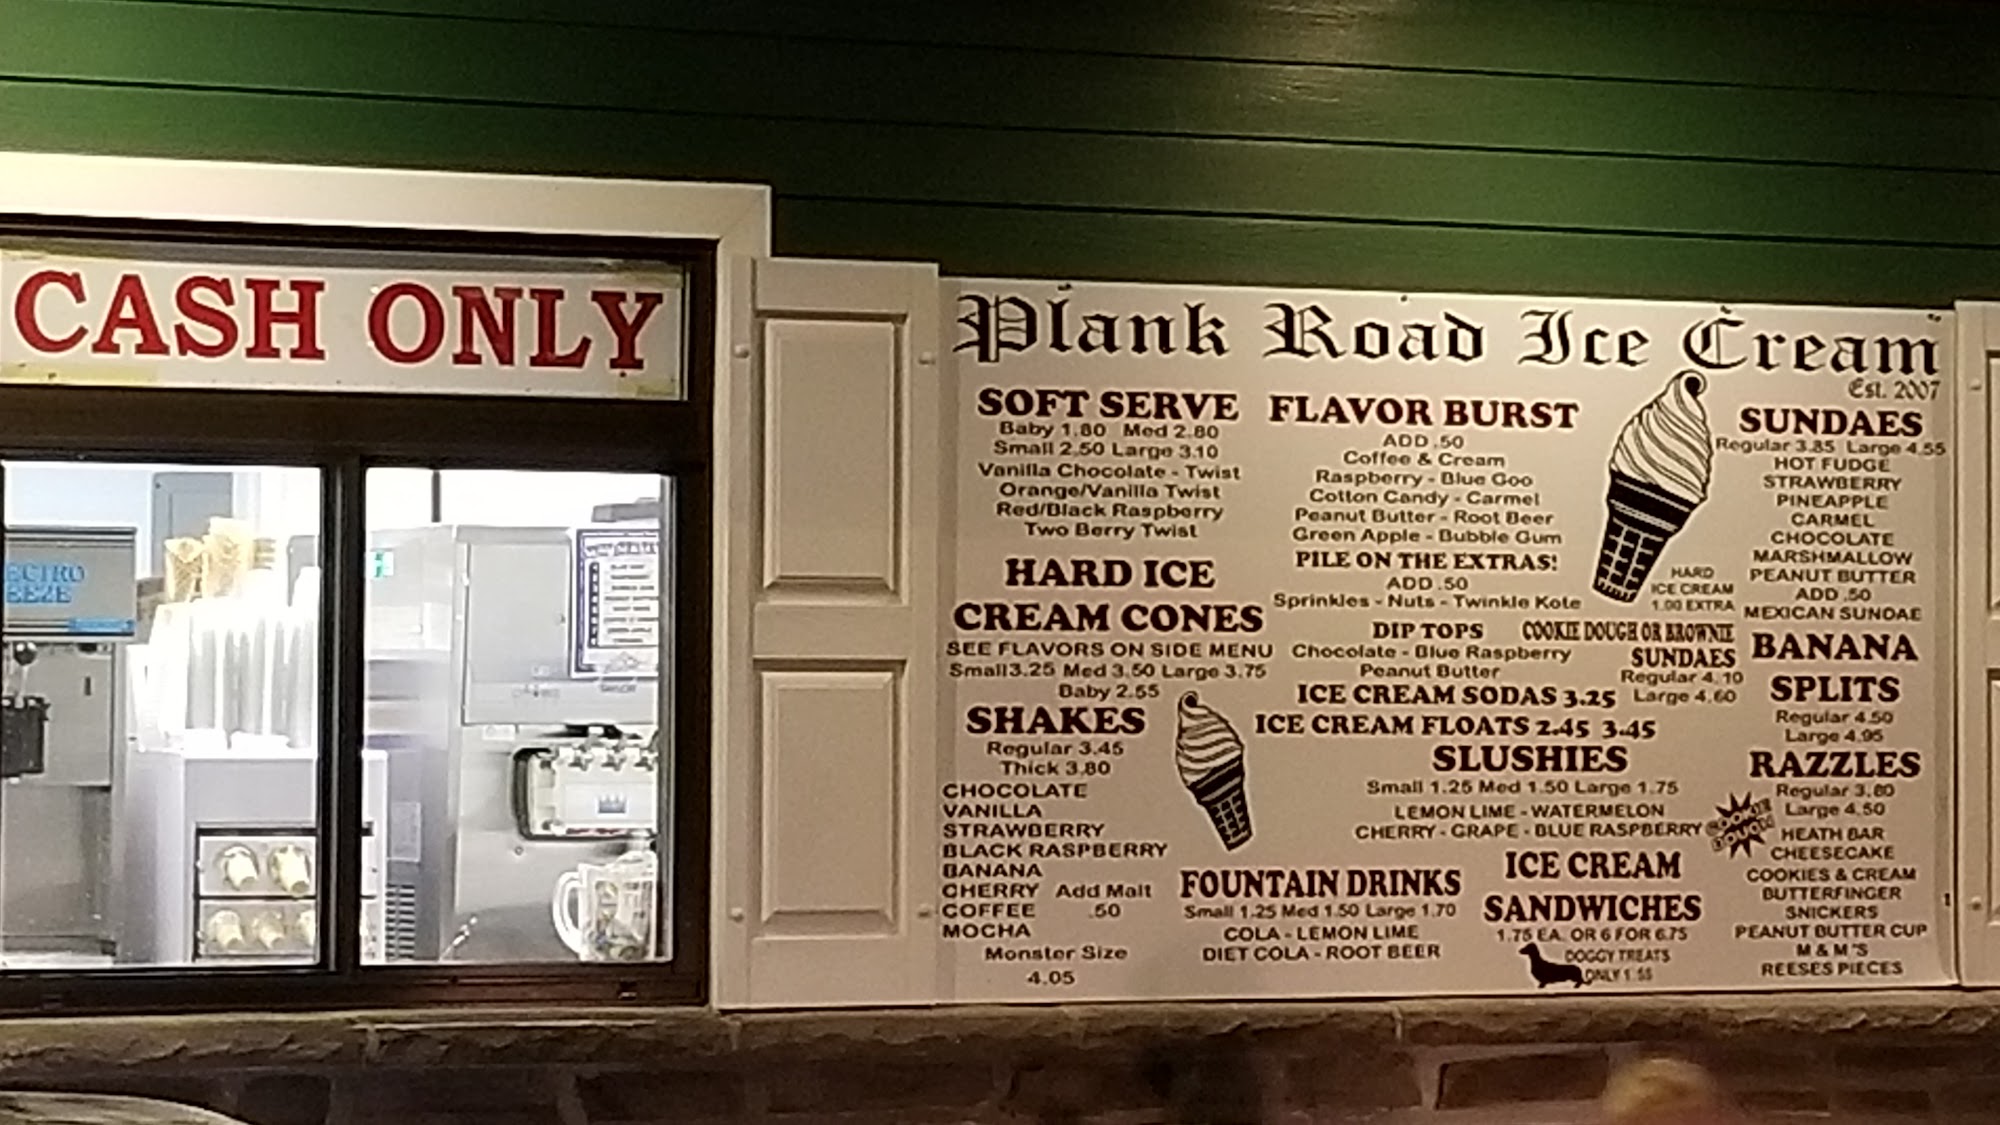 CASH ONLY
ECTRO
EEZE
Plank Road Ice Cream
Est. 2007
SOFT SERVE
Baby 1.80 Med 2.80
Small 2.50 Large 3.10
Vanilla Chocolate - Twist
Orange/Vanilla Twist
Red/Black Raspberry
Two Berry Twist
HARD ICE
CREAM CONES
SEE FLAVORS ON SIDE MENU
Small 3.25 Med 3.50 Large 3.75
Baby 2.55
SHAKES
Regular 3.45
Thick 3.80
CHOCOLATE
VANILLA
STRAWBERRY
BLACK RASPBERRY
BANANA
CHERRY Add Malt
COFFEE .50
MOCHA
Monster Size
4.05
FLAVOR BURST
ADD .50
Coffee & Cream
Raspberry - Blue Goo
Cotton Candy - Carmel
Peanut Butter - Root Beer
Green Apple - Bubble Gum
PILE ON THE EXTRAS!
ADD .50
Sprinkles - Nuts - Twinkle Kote
DIP TOPS
Chocolate - Blue Raspberry
Peanut Butter
ICE CREAM SODAS 3.25
ICE CREAM FLOATS 2.45 3.45
SLUSHIES
Small 1.25 Med 1.50 Large 1.75
LEMON LIME - WATERMELON
CHERRY - GRAPE - BLUE RASPBERRY
FOUNTAIN DRINKS
Small 1.25 Med 1.50 Large 1.70
COLA - LEMON LIME
DIET COLA - ROOT BEER
ICE CREAM
SANDWICHES
1.75 EA. OR 6 FOR 6.75
DOGGY TREATS
ONLY 1.55
HARD
ICE CREAM
1.00 EXTRA
COOKIE DOUGH OR BROWNIE
SUNDAES
Regular 4.10
Large 4.60
SUNDAES
Regular 3.85 Large 4.55
HOT FUDGE
STRAWBERRY
PINEAPPLE
CARMEL
CHOCOLATE
MARSHMALLOW
PEANUT BUTTER
ADD .50
MEXICAN SUNDAE
BANANA
SPLITS
Regular 4.50
Large 4.95
RAZZLES
Regular 3.80
Large 4.50
COOKIE
DOUGH
HEATH BAR
CHEESECAKE
COOKIES & CREAM
BUTTERFINGER
SNICKERS
PEANUT BUTTER CUP
M & M'S
REESES PIECES